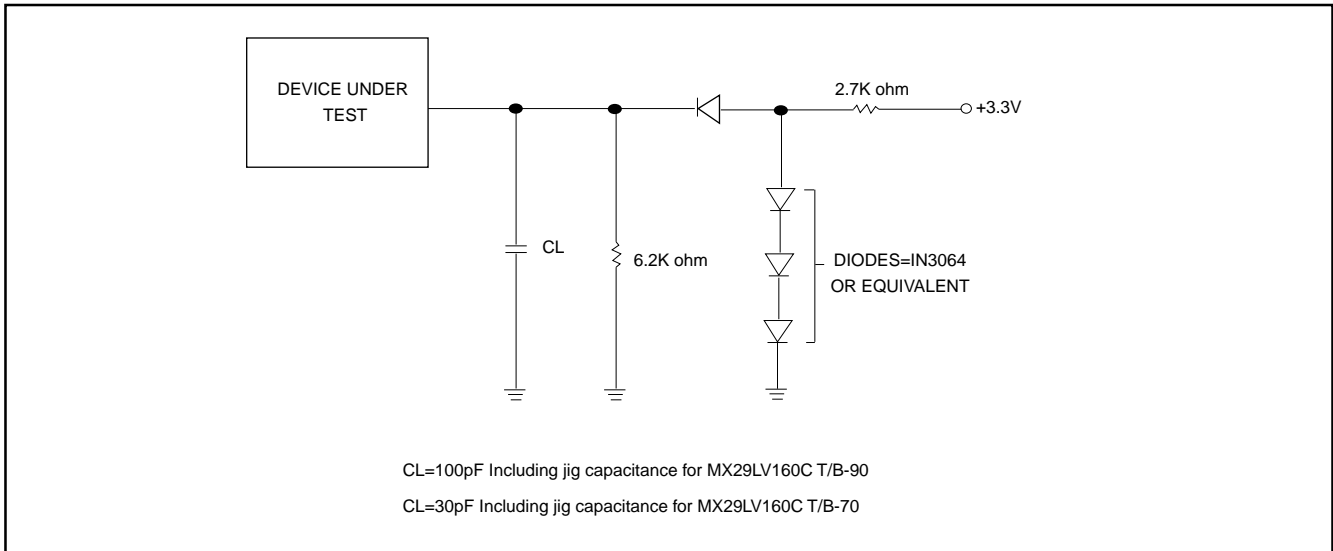 DEVICE UNDER
TEST
2.7K ohm
+3.3V
CL
6.2K ohm
DIODES=IN3064
OR EQUIVALENT
CL=100pF Including jig capacitance for MX29LV160C T/B-90
CL=30pF Including jig capacitance for MX29LV160C T/B-70